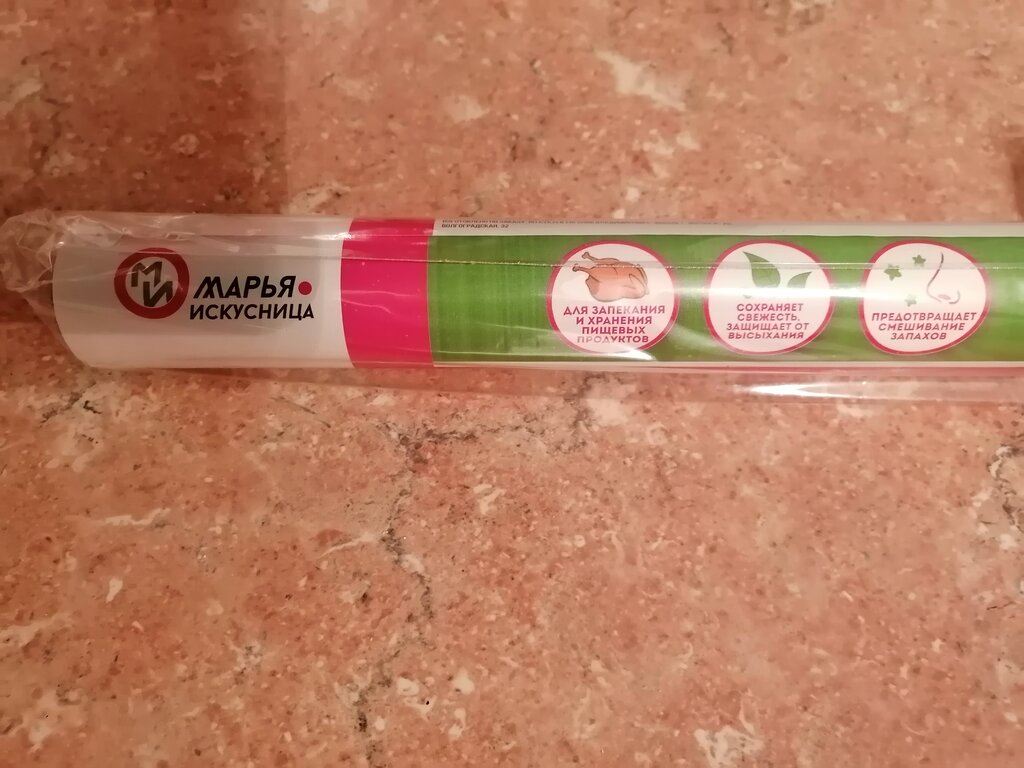 ВОЛГОГРАДСКАЯ, 32
МИ
МАРЬЯ
ИСКУСНИЦА
ДЛЯ ЗАПЕКАНИЯ
И ХРАНЕНИЯ
ПИЩЕВЫХ
ПРОДУКТОВ
СОХРАНЯЕТ
СВЕЖЕСТЬ,
ЗАЩИЩАЕТ ОТ
ВЫСЫХАНИЯ
ПРЕДОТВРАЩАЕТ
СМЕШИВАНИЕ
ЗАПАХОВ